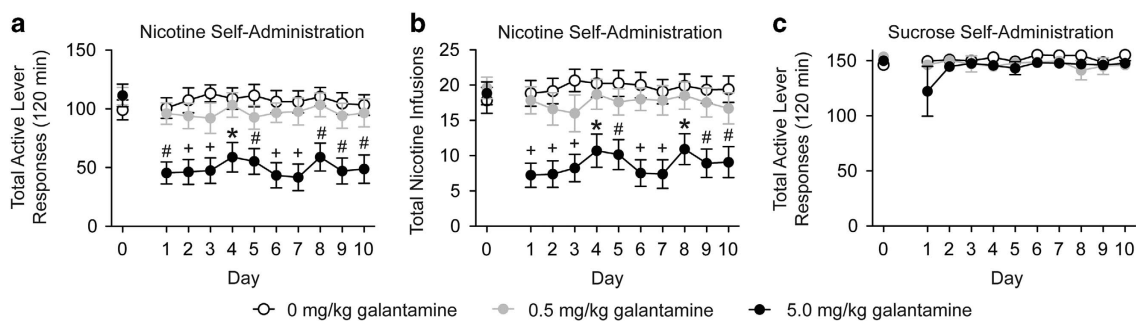 a
Nicotine Self-Administration
Total Active Lever
Responses (120 min)
150
100
50
0
# + + * # + + # # #
0 1 2 3 4 5 6 7 8 9 10
Day
b
Nicotine Self-Administration
Total Nicotine Infusions
25
20
15
10
5
0
+ + + * # + + * # #
0 1 2 3 4 5 6 7 8 9 10
Day
c
Sucrose Self-Administration
Total Active Lever
Responses (120 min)
150
100
50
0
0 1 2 3 4 5 6 7 8 9 10
Day
0 mg/kg galantamine
0.5 mg/kg galantamine
5.0 mg/kg galantamine